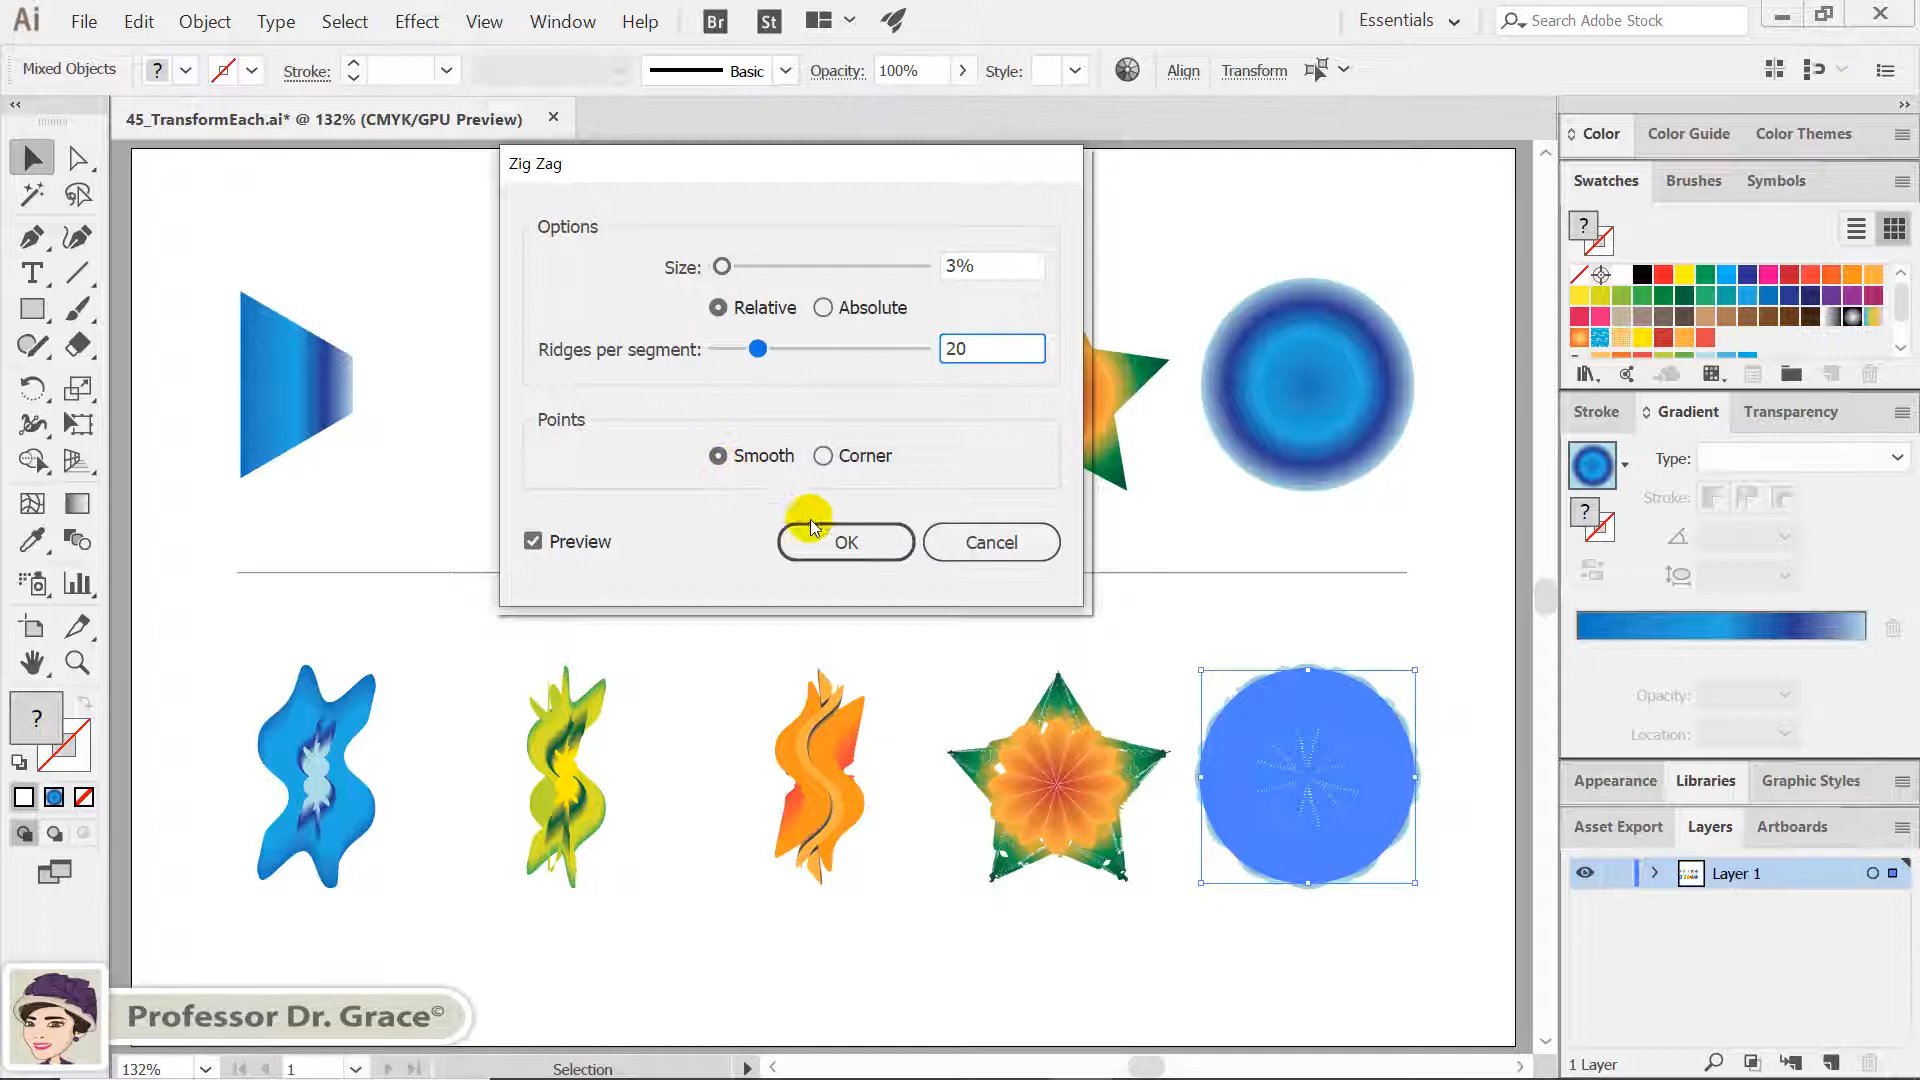 Ai File Edit Object Type Select Effect View Window Help Br St Essentials Search Adobe Stock
Mixed Objects ? Stroke: Basic Opacity: 100% Style: Align Transform
45_TransformEach.ai* @ 132% (CMYK/GPU Preview)
Zig Zag
Options
Size: 3%
Relative Absolute
Ridges per segment: 20
Points
Smooth Corner
Preview OK Cancel
Color Color Guide Color Themes
Swatches Brushes Symbols
?
Stroke Gradient Transparency
Type:
Stroke:
?
Opacity:
Location:
Appearance Libraries Graphic Styles
Asset Export Layers Artboards
Layer 1
1 Layer
?
Professor Dr. Grace©
132% 1 Selection